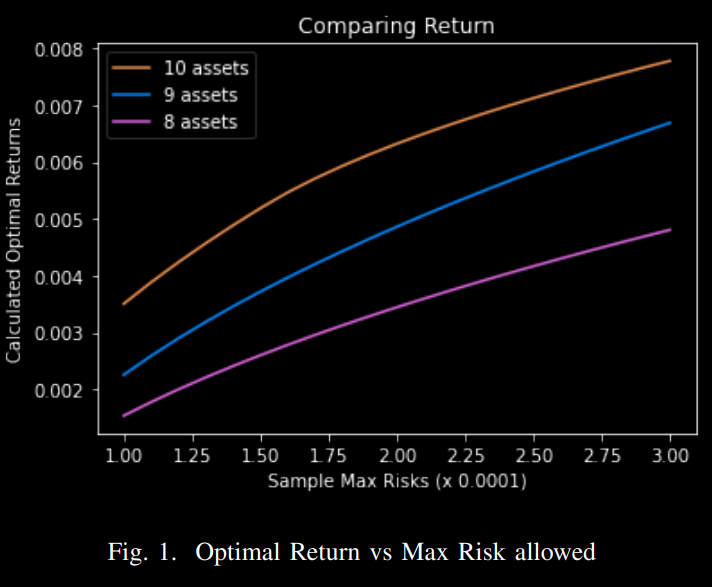 Comparing Return
0.008
0.007
0.006
0.005
0.004
0.003
0.002
Calculated Optimal Returns
10 assets
9 assets
8 assets
1.00 1.25 1.50 1.75 2.00 2.25 2.50 2.75 3.00
Sample Max Risks (x 0.0001)
Fig. 1. Optimal Return vs Max Risk allowed